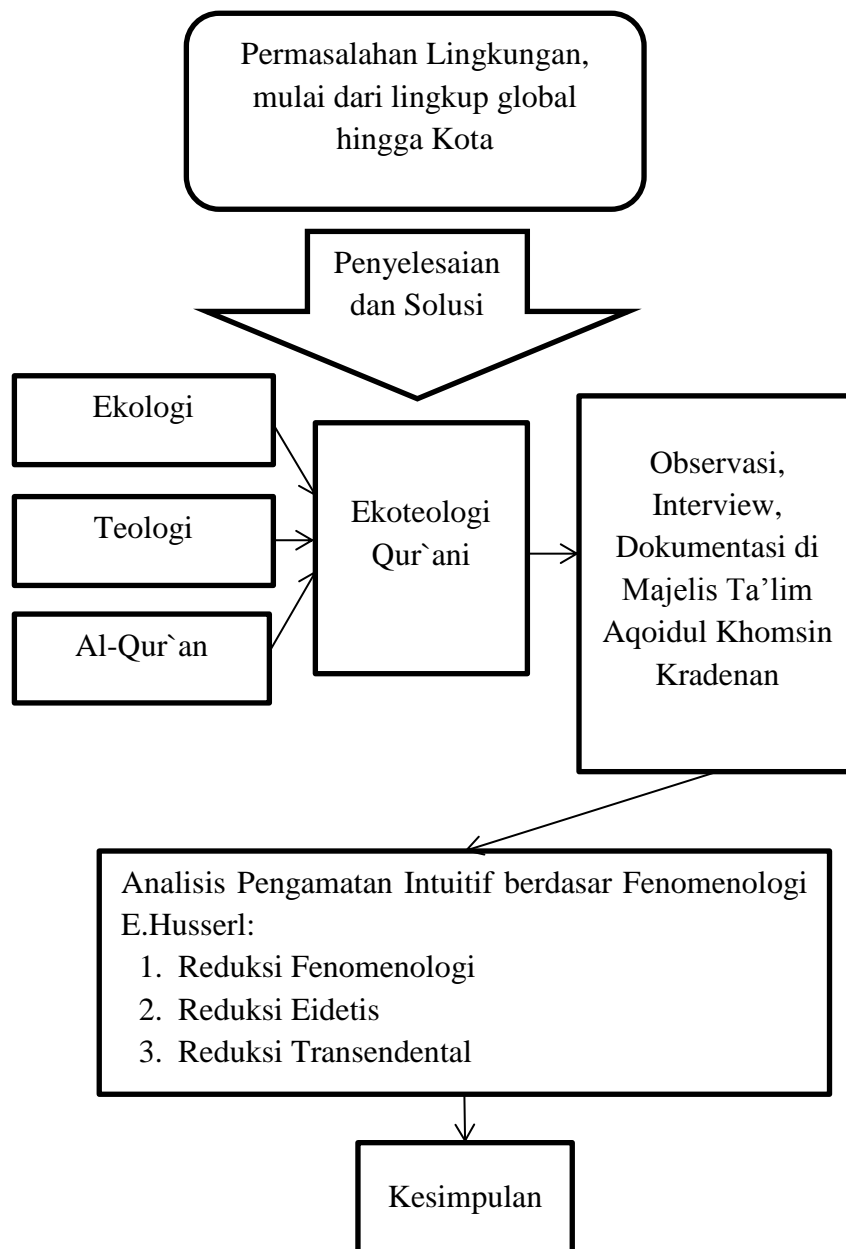 Permasalahan Lingkungan,
mulai dari lingkup global
hingga Kota
Penyelesaian
dan Solusi
Ekologi
Teologi
Al-Qur`an
Ekoteologi
Qur`ani
Observasi,
Interview,
Dokumentasi di
Majelis Ta’lim
Aqoidul Khomsin
Kradenan
Analisis Pengamatan Intuitif berdasar Fenomenologi
E.Husserl:
1. Reduksi Fenomenologi
2. Reduksi Eidetis
3. Reduksi Transendental
Kesimpulan